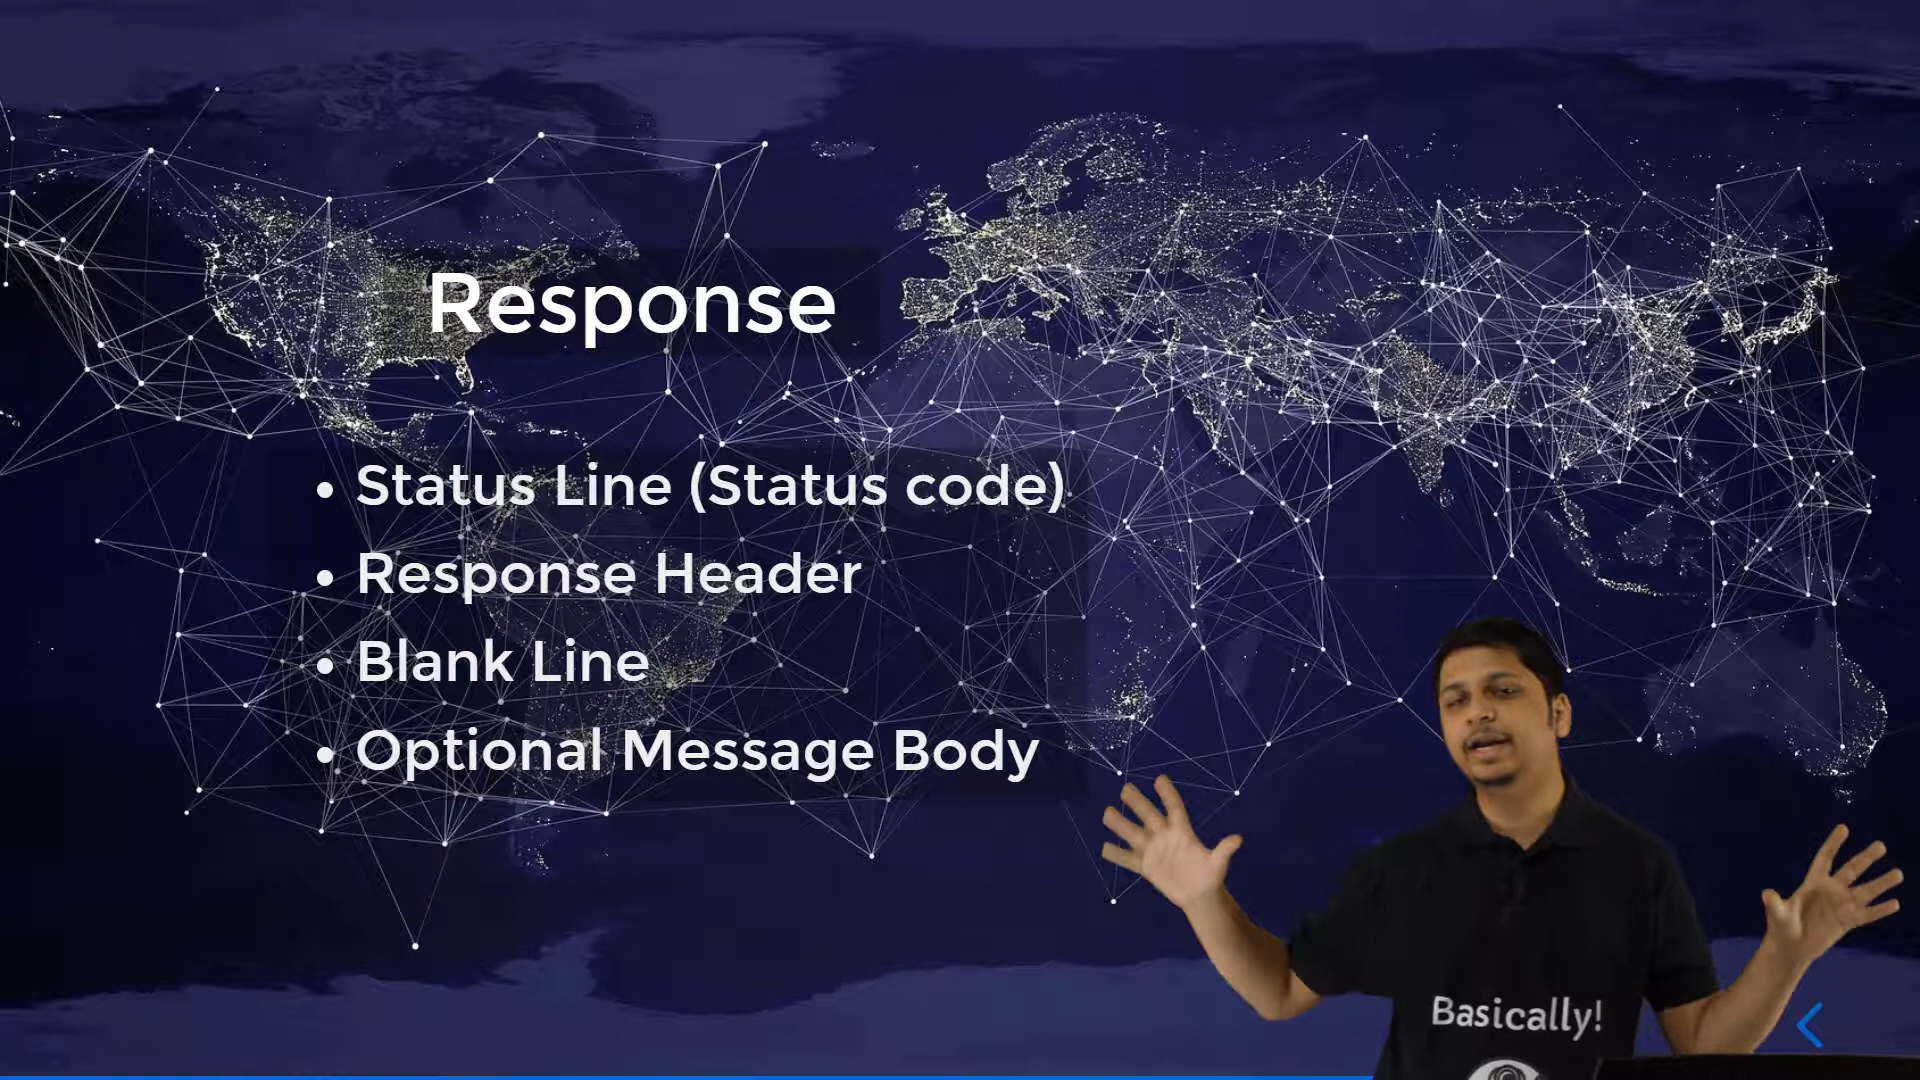 Response
• Status Line (Status code)
• Response Header
• Blank Line
• Optional Message Body
Basically!